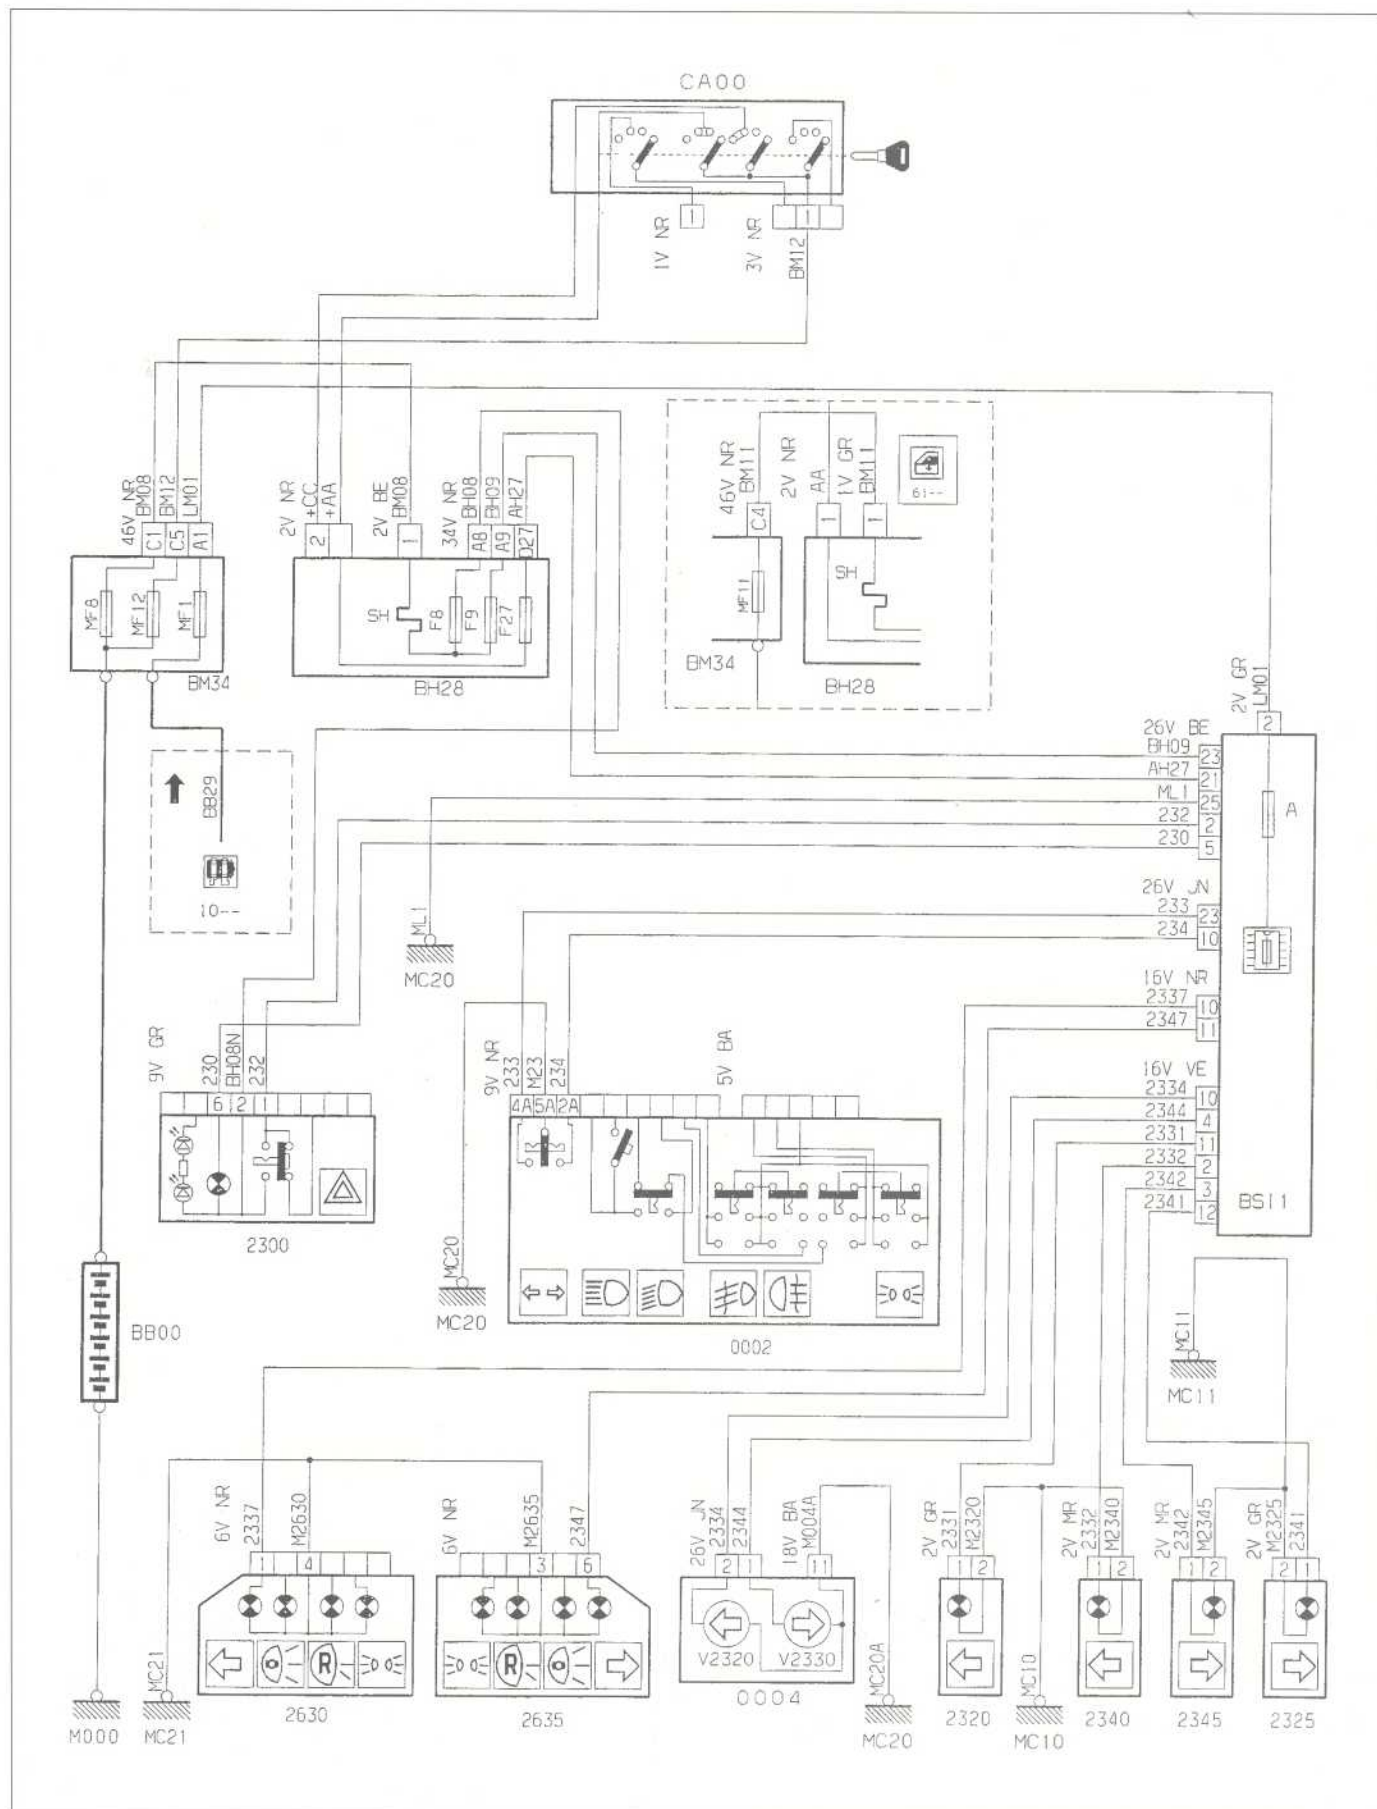 CA00
1
1
1V NR
3V NR
BM12
46V NR
BM08
BM12
LM01
C1
C5
A1
MF8
MF12
MF1
BM34
2V NR
+CC
+AA
2V BE
BM08
34V NR
BH08
BH09
AH27
2
1
A8
A9
D27
SH
F8
F9
F27
BH28
46V NR
BM11
2V NR
AA
1V GR
BM11
61--
C4
1
1
MF11
SH
BM34
BH28
2V GR
LM01
2
26V BE
BH09
23
AH27
21
ML1
25
232
2
230
5
A
26V JN
233
23
234
10
16V NR
2337
10
2347
11
16V VE
2334
10
2344
4
2331
11
2332
2
2342
3
2341
12
BSI1
BB29
10--
ML1
MC20
9V GR
230
BH08N
232
6
2
1
2300
9V NR
233
M23
234
5V BA
4A
5A
2A
MC20
MC20
0002
BB00
MC11
MC11
6V NR
2337
M2630
1
4
2630
6V NR
M2635
2347
3
6
2635
R
R
MC21
M000
MC21
26V JN
2334
2344
18V BA
M004A
2
1
11
V2320
V2330
0004
MC20A
MC20
2V GR
2331
M2320
1
2
2320
MC10
MC10
2V MR
2332
M2340
1
2
2340
2V MR
2342
M2345
1
2
2345
2V GR
M2325
2341
2
1
2325